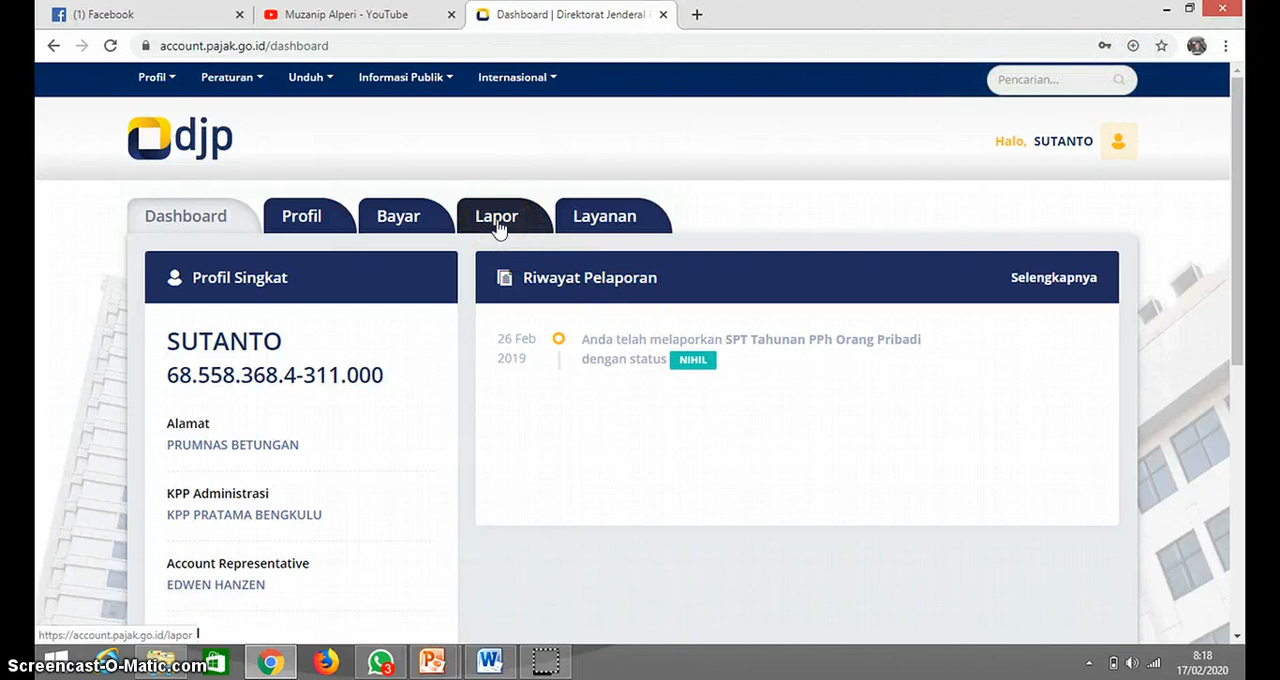 (1) Facebook
Muzanip Alperi - YouTube
Dashboard | Direktorat Jenderal
account.pajak.go.id/dashboard
Profil
Peraturan
Unduh
Informasi Publik
Internasional
Pencarian...
djp
Halo, SUTANTO
Dashboard
Profil
Bayar
Lapor
Layanan
Profil Singkat
SUTANTO
68.558.368.4-311.000
Alamat
PRUMNAS BETUNGAN
KPP Administrasi
KPP PRATAMA BENGKULU
Account Representative
EDWEN HANZEN
Riwayat Pelaporan
Selengkapnya
26 Feb
2019
Anda telah melaporkan SPT Tahunan PPh Orang Pribadi
dengan status NIHIL
https://account.pajak.go.id/lapor
Screencast-O-Matic.com
3
8:18
17/02/2020